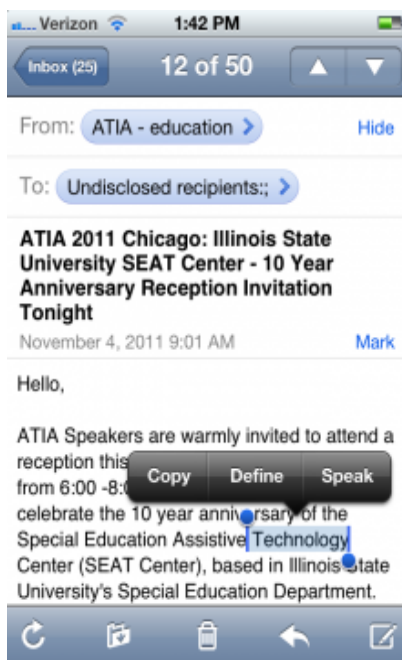 Verizon 1:42 PM
Inbox (25) 12 of 50
From: ATIA - education > Hide
To: Undisclosed recipients:; >
ATIA 2011 Chicago: Illinois State
University SEAT Center - 10 Year
Anniversary Reception Invitation
Tonight
November 4, 2011 9:01 AM Mark
Hello,
ATIA Speakers are warmly invited to attend a
reception this
Copy Define Speak
from 6:00 -8:
celebrate the 10 year anniversary of the
Special Education Assistive Technology
Center (SEAT Center), based in Illinois State
University's Special Education Department.